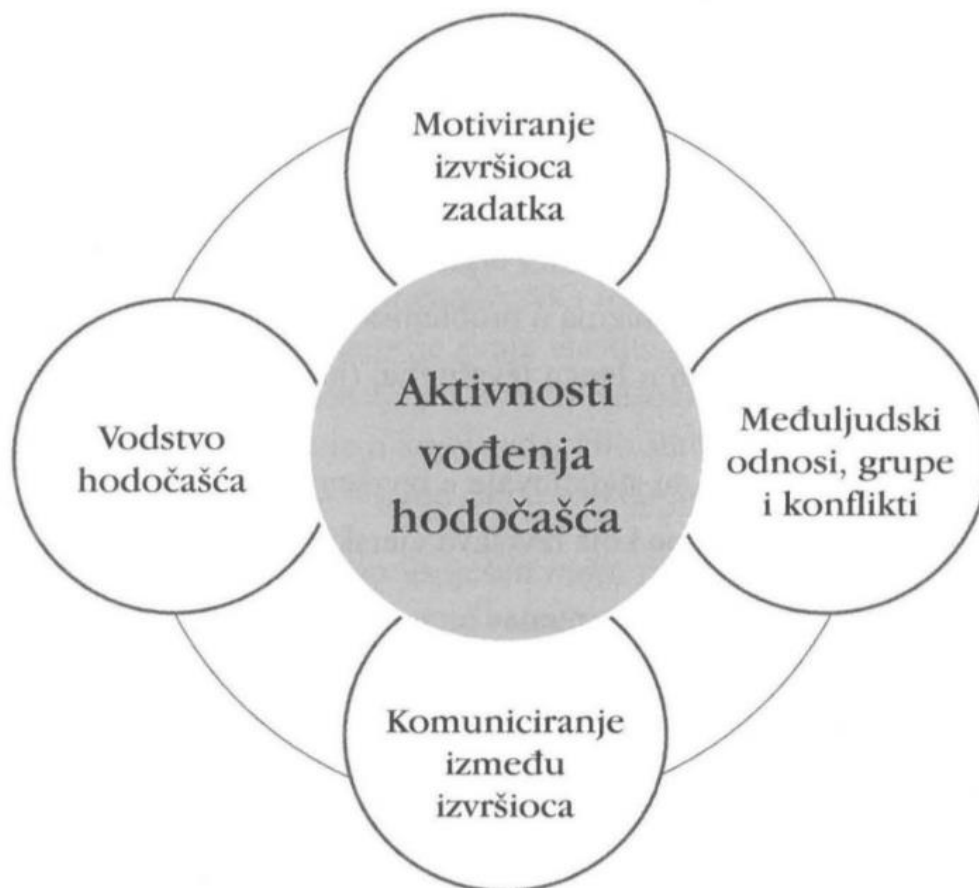 Motiviranje
izvršioca
zadatka
Vodstvo
hodočašća
Aktivnosti
vođenja
hodočašća
Međuljudski
odnosi, grupe
i konflikti
Komuniciranje
između
izvršioca